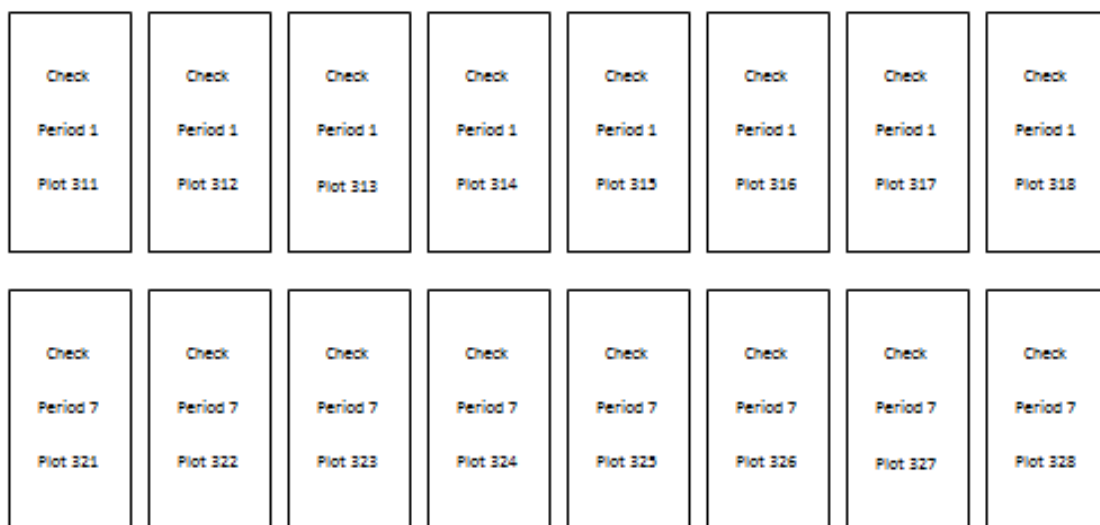 Check
Period 1
Plot 311
Check
Period 1
Plot 312
Check
Period 1
Plot 313
Check
Period 1
Plot 314
Check
Period 1
Plot 315
Check
Period 1
Plot 316
Check
Period 1
Plot 317
Check
Period 1
Plot 318
Check
Period 7
Plot 321
Check
Period 7
Plot 322
Check
Period 7
Plot 323
Check
Period 7
Plot 324
Check
Period 7
Plot 325
Check
Period 7
Plot 326
Check
Period 7
Plot 327
Check
Period 7
Plot 328